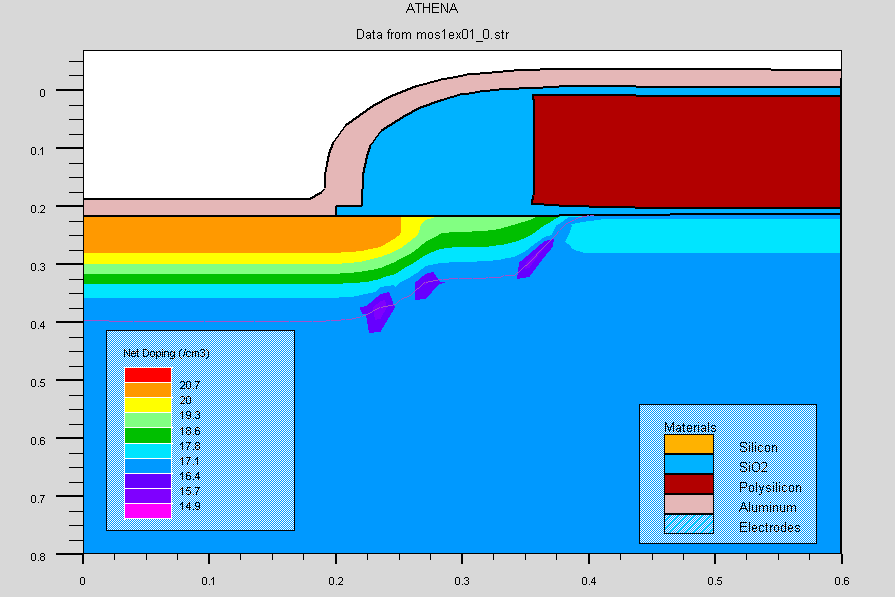 ATHENA
Data from mos1ex01_0.str
0
0.1
0.2
0.3
0.4
0.5
0.6
0.7
0.8
Net Doping (/cm3)
20.7
20
19.3
18.6
17.8
17.1
16.4
15.7
14.9
Materials
Silicon
SiO2
Polysilicon
Aluminum
Electrodes
0 0.1 0.2 0.3 0.4 0.5 0.6